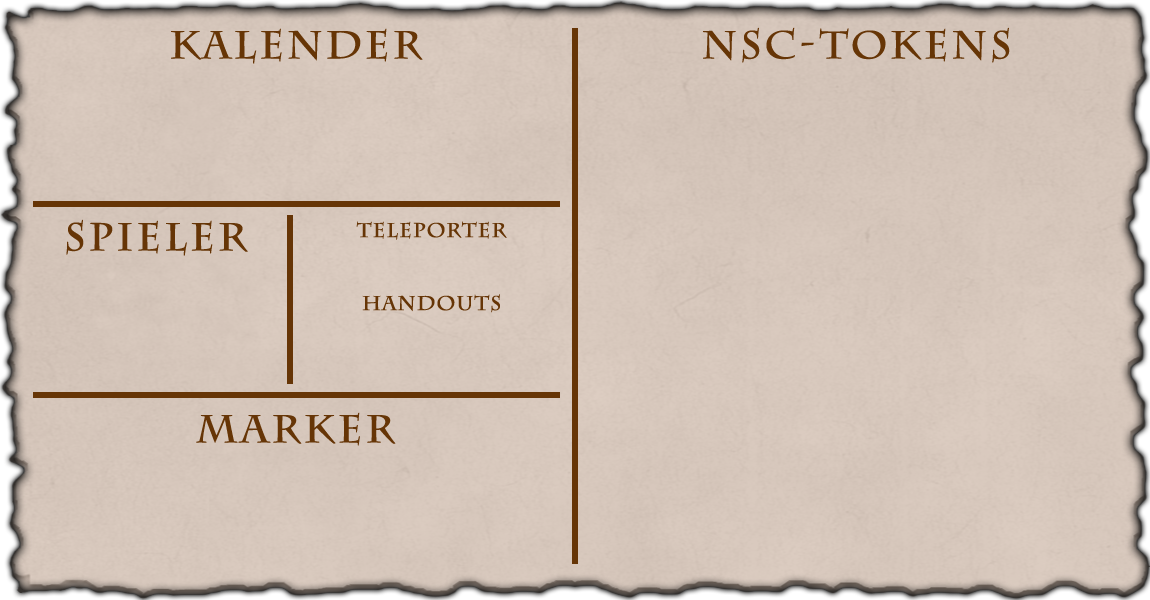 KALENDER
NSC-TOKENS
SPIELER
TELEPORTER
HANDOUTS
MARKER